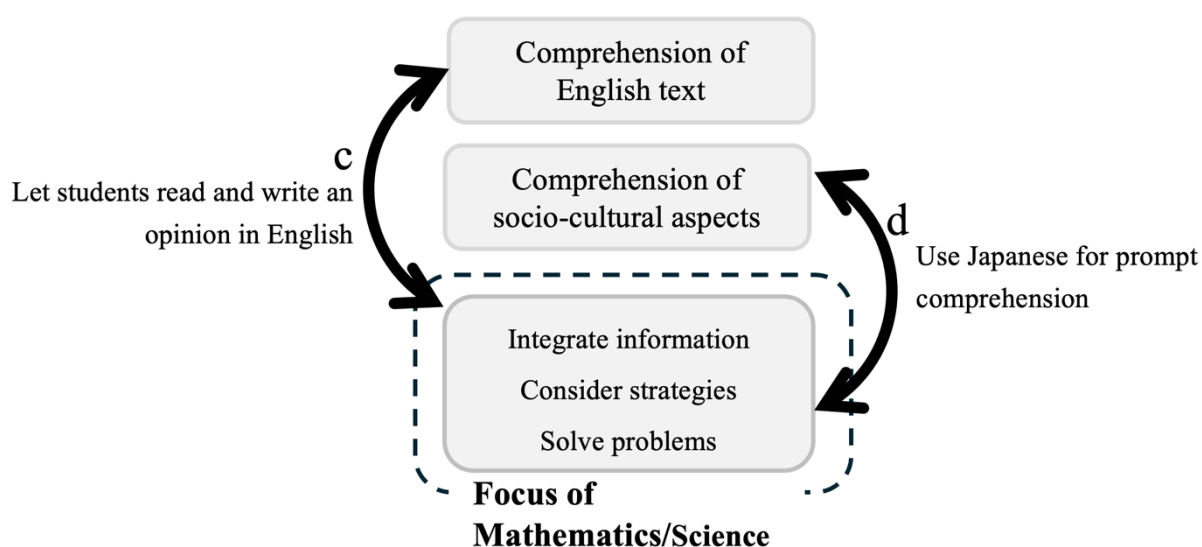 Comprehension of
English text
c
Let students read and write an
opinion in English
Comprehension of
socio-cultural aspects
d
Use Japanese for prompt
comprehension
Integrate information
Consider strategies
Solve problems
Focus of
Mathematics/Science